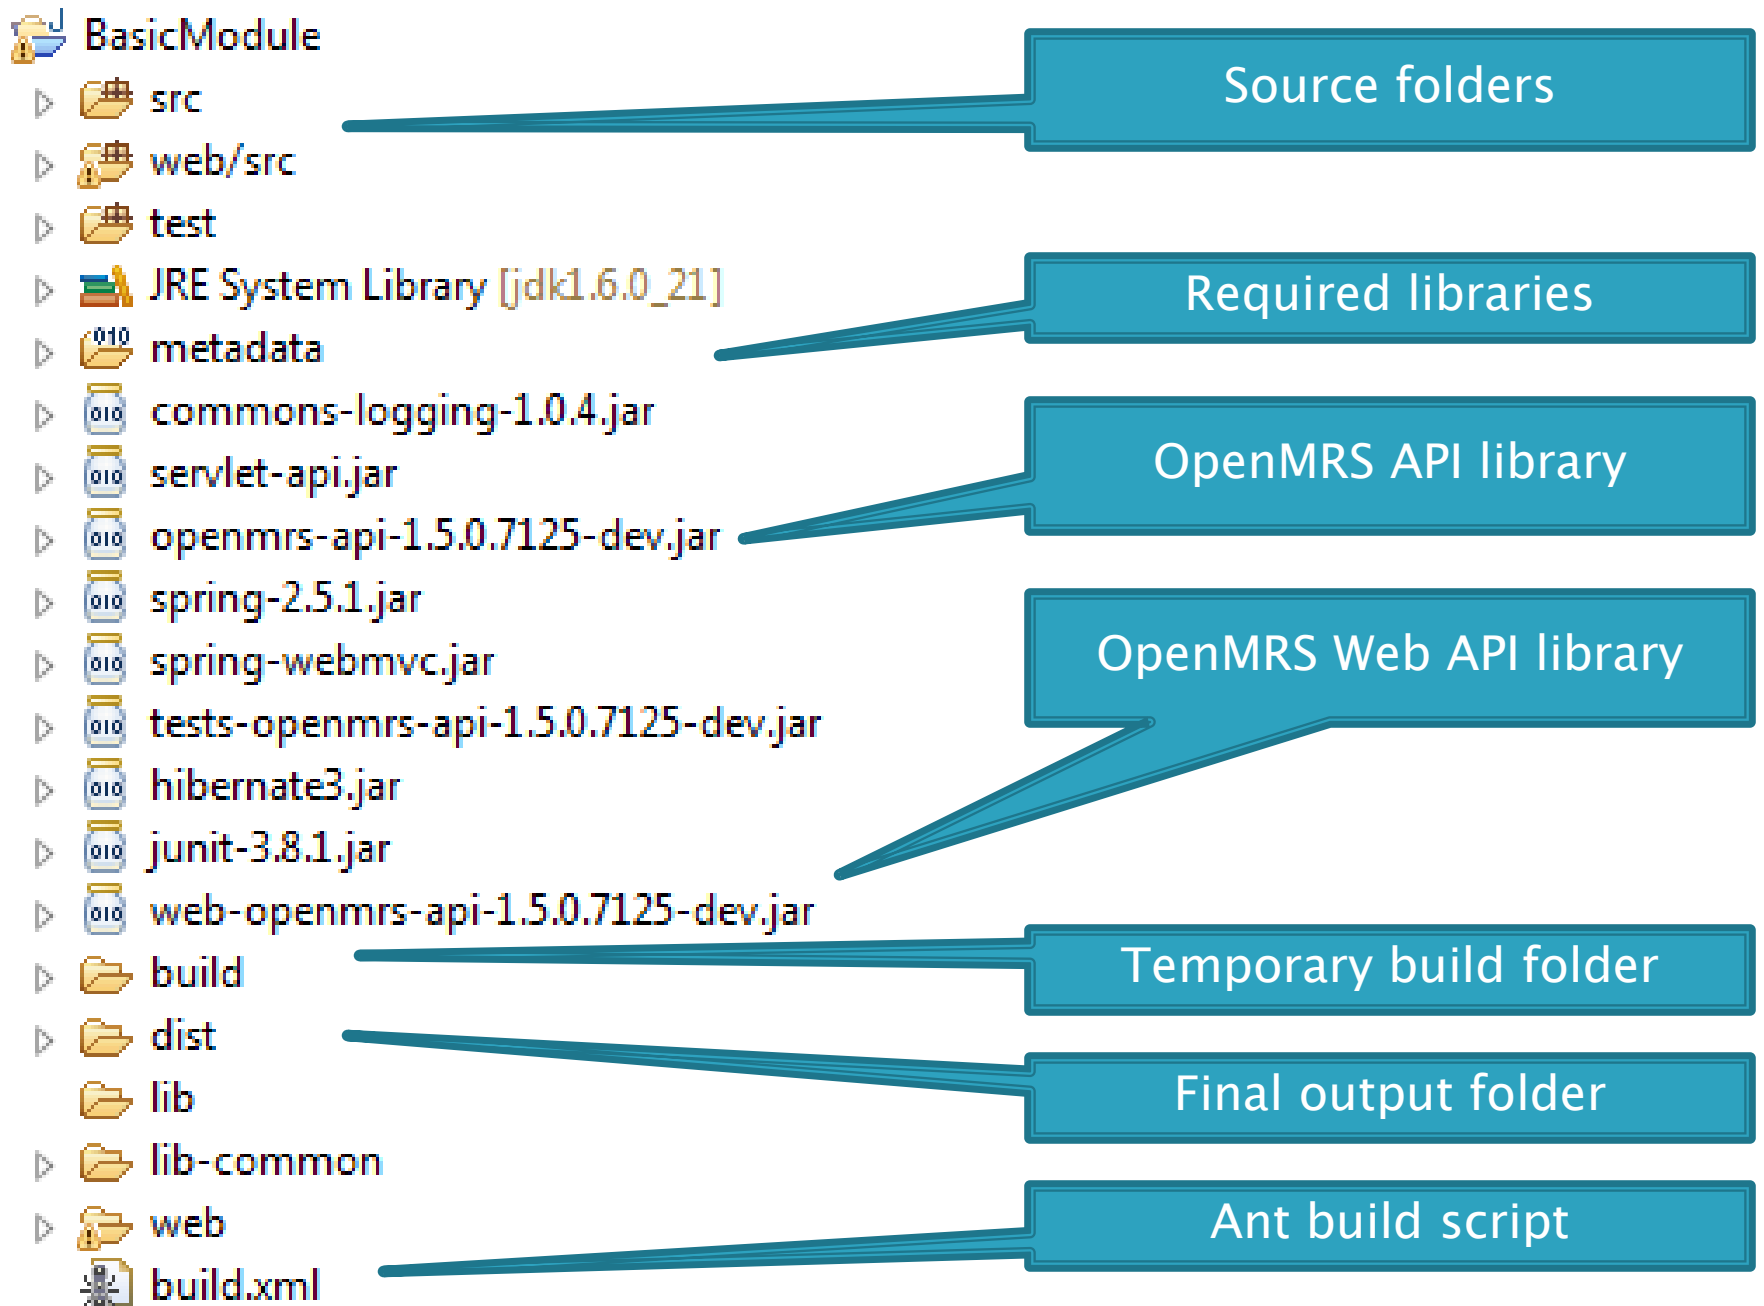 BasicModule
src
web/src
test
JRE System Library [jdk1.6.0_21]
metadata
commons-logging-1.0.4.jar
servlet-api.jar
openmrs-api-1.5.0.7125-dev.jar
spring-2.5.1.jar
spring-webmvc.jar
tests-openmrs-api-1.5.0.7125-dev.jar
hibernate3.jar
junit-3.8.1.jar
web-openmrs-api-1.5.0.7125-dev.jar
build
dist
lib
lib-common
web
build.xml
Source folders
Required libraries
OpenMRS API library
OpenMRS Web API library
Temporary build folder
Final output folder
Ant build script